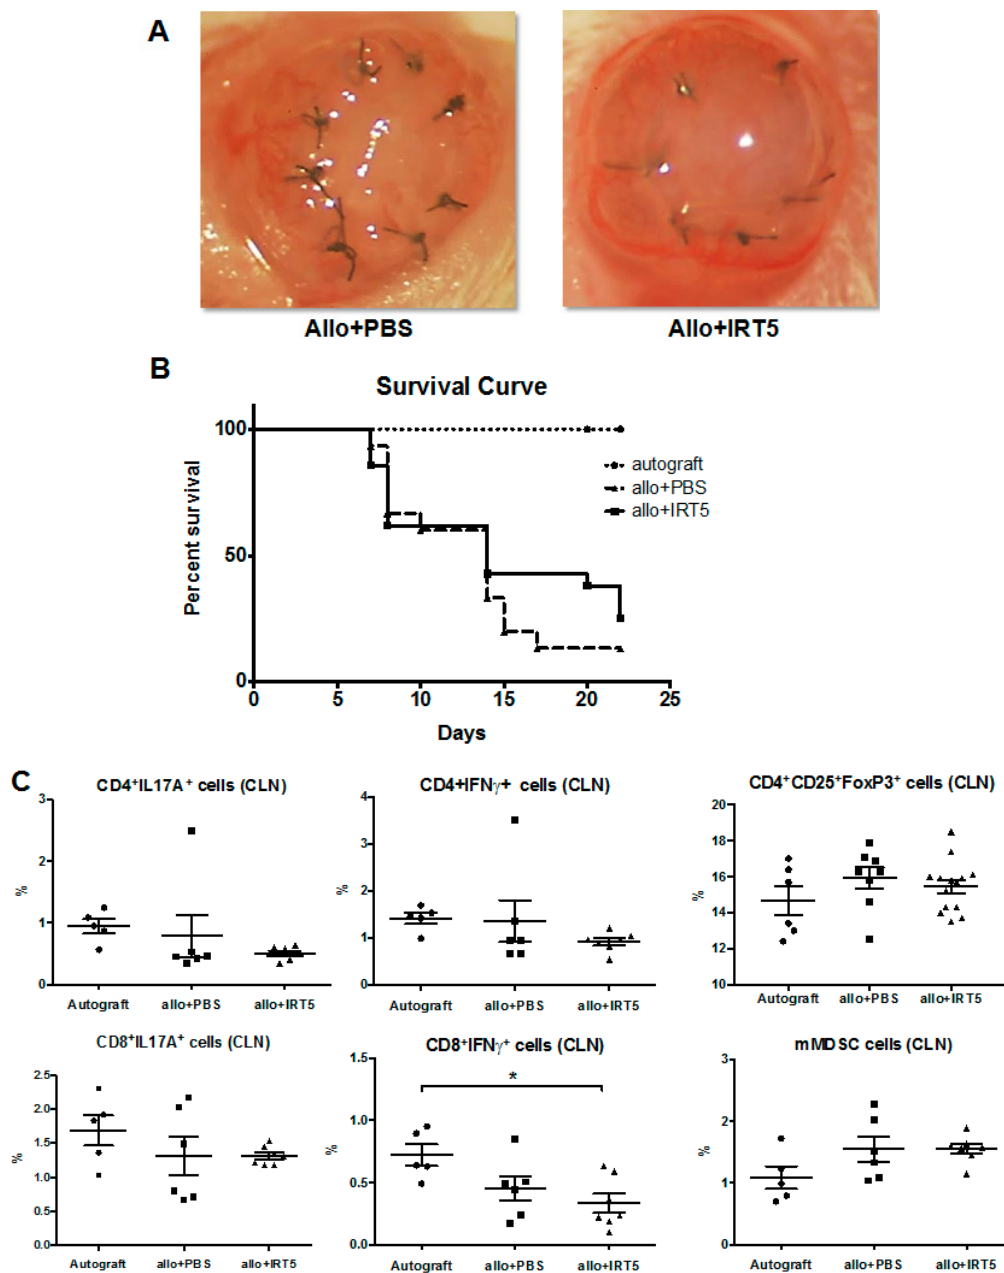 A
Allo+PBS
Allo+IRT5
B
Survival Curve
100
50
0
Percent survival
autograft
allo+PBS
allo+IRT5
0 5 10 15 20 25
Days
C
CD4+IL17A+ cells (CLN)
3
2
1
0
%
Autograft allo+PBS allo+IRT5
CD4+IFNγ+ cells (CLN)
4
3
2
1
0
%
Autograft allo+PBS allo+IRT5
CD4+CD25+FoxP3+ cells (CLN)
20
18
16
14
12
10
%
Autograft allo+PBS allo+IRT5
CD8+IL17A+ cells (CLN)
2.5
2.0
1.5
1.0
0.5
0.0
%
Autograft allo+PBS allo+IRT5
CD8+IFNγ+ cells (CLN)
1.5
1.0
0.5
0.0
%
*
Autograft allo+PBS allo+IRT5
mMDSC cells (CLN)
3
2
1
0
%
Autograft allo+PBS allo+IRT5